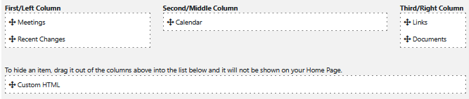 First/Left Column
Meetings
Recent Changes
Second/Middle Column
Calendar
Third/Right Column
Links
Documents
To hide an item, drag it out of the columns above into the list below and it will not be shown on your Home Page.
Custom HTML